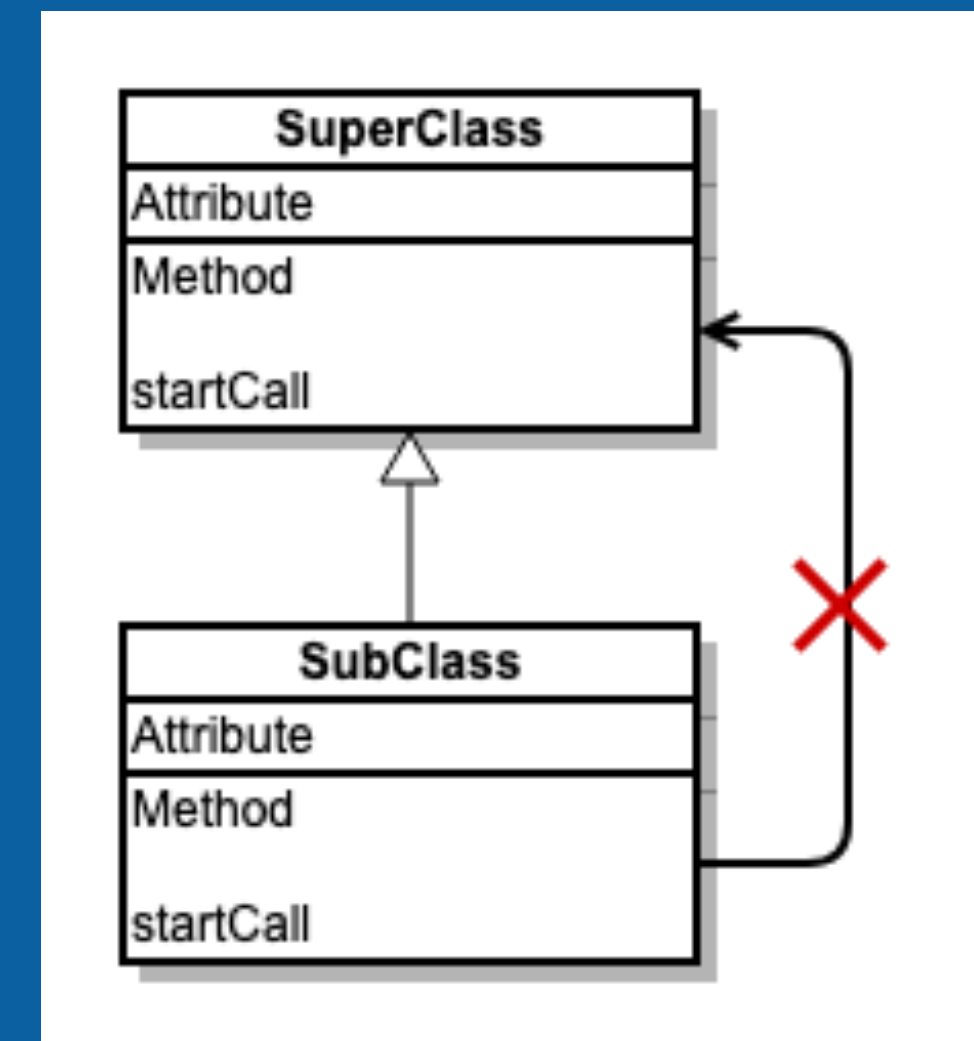 SuperClass
Attribute
Method
startCall
SubClass
Attribute
Method
startCall